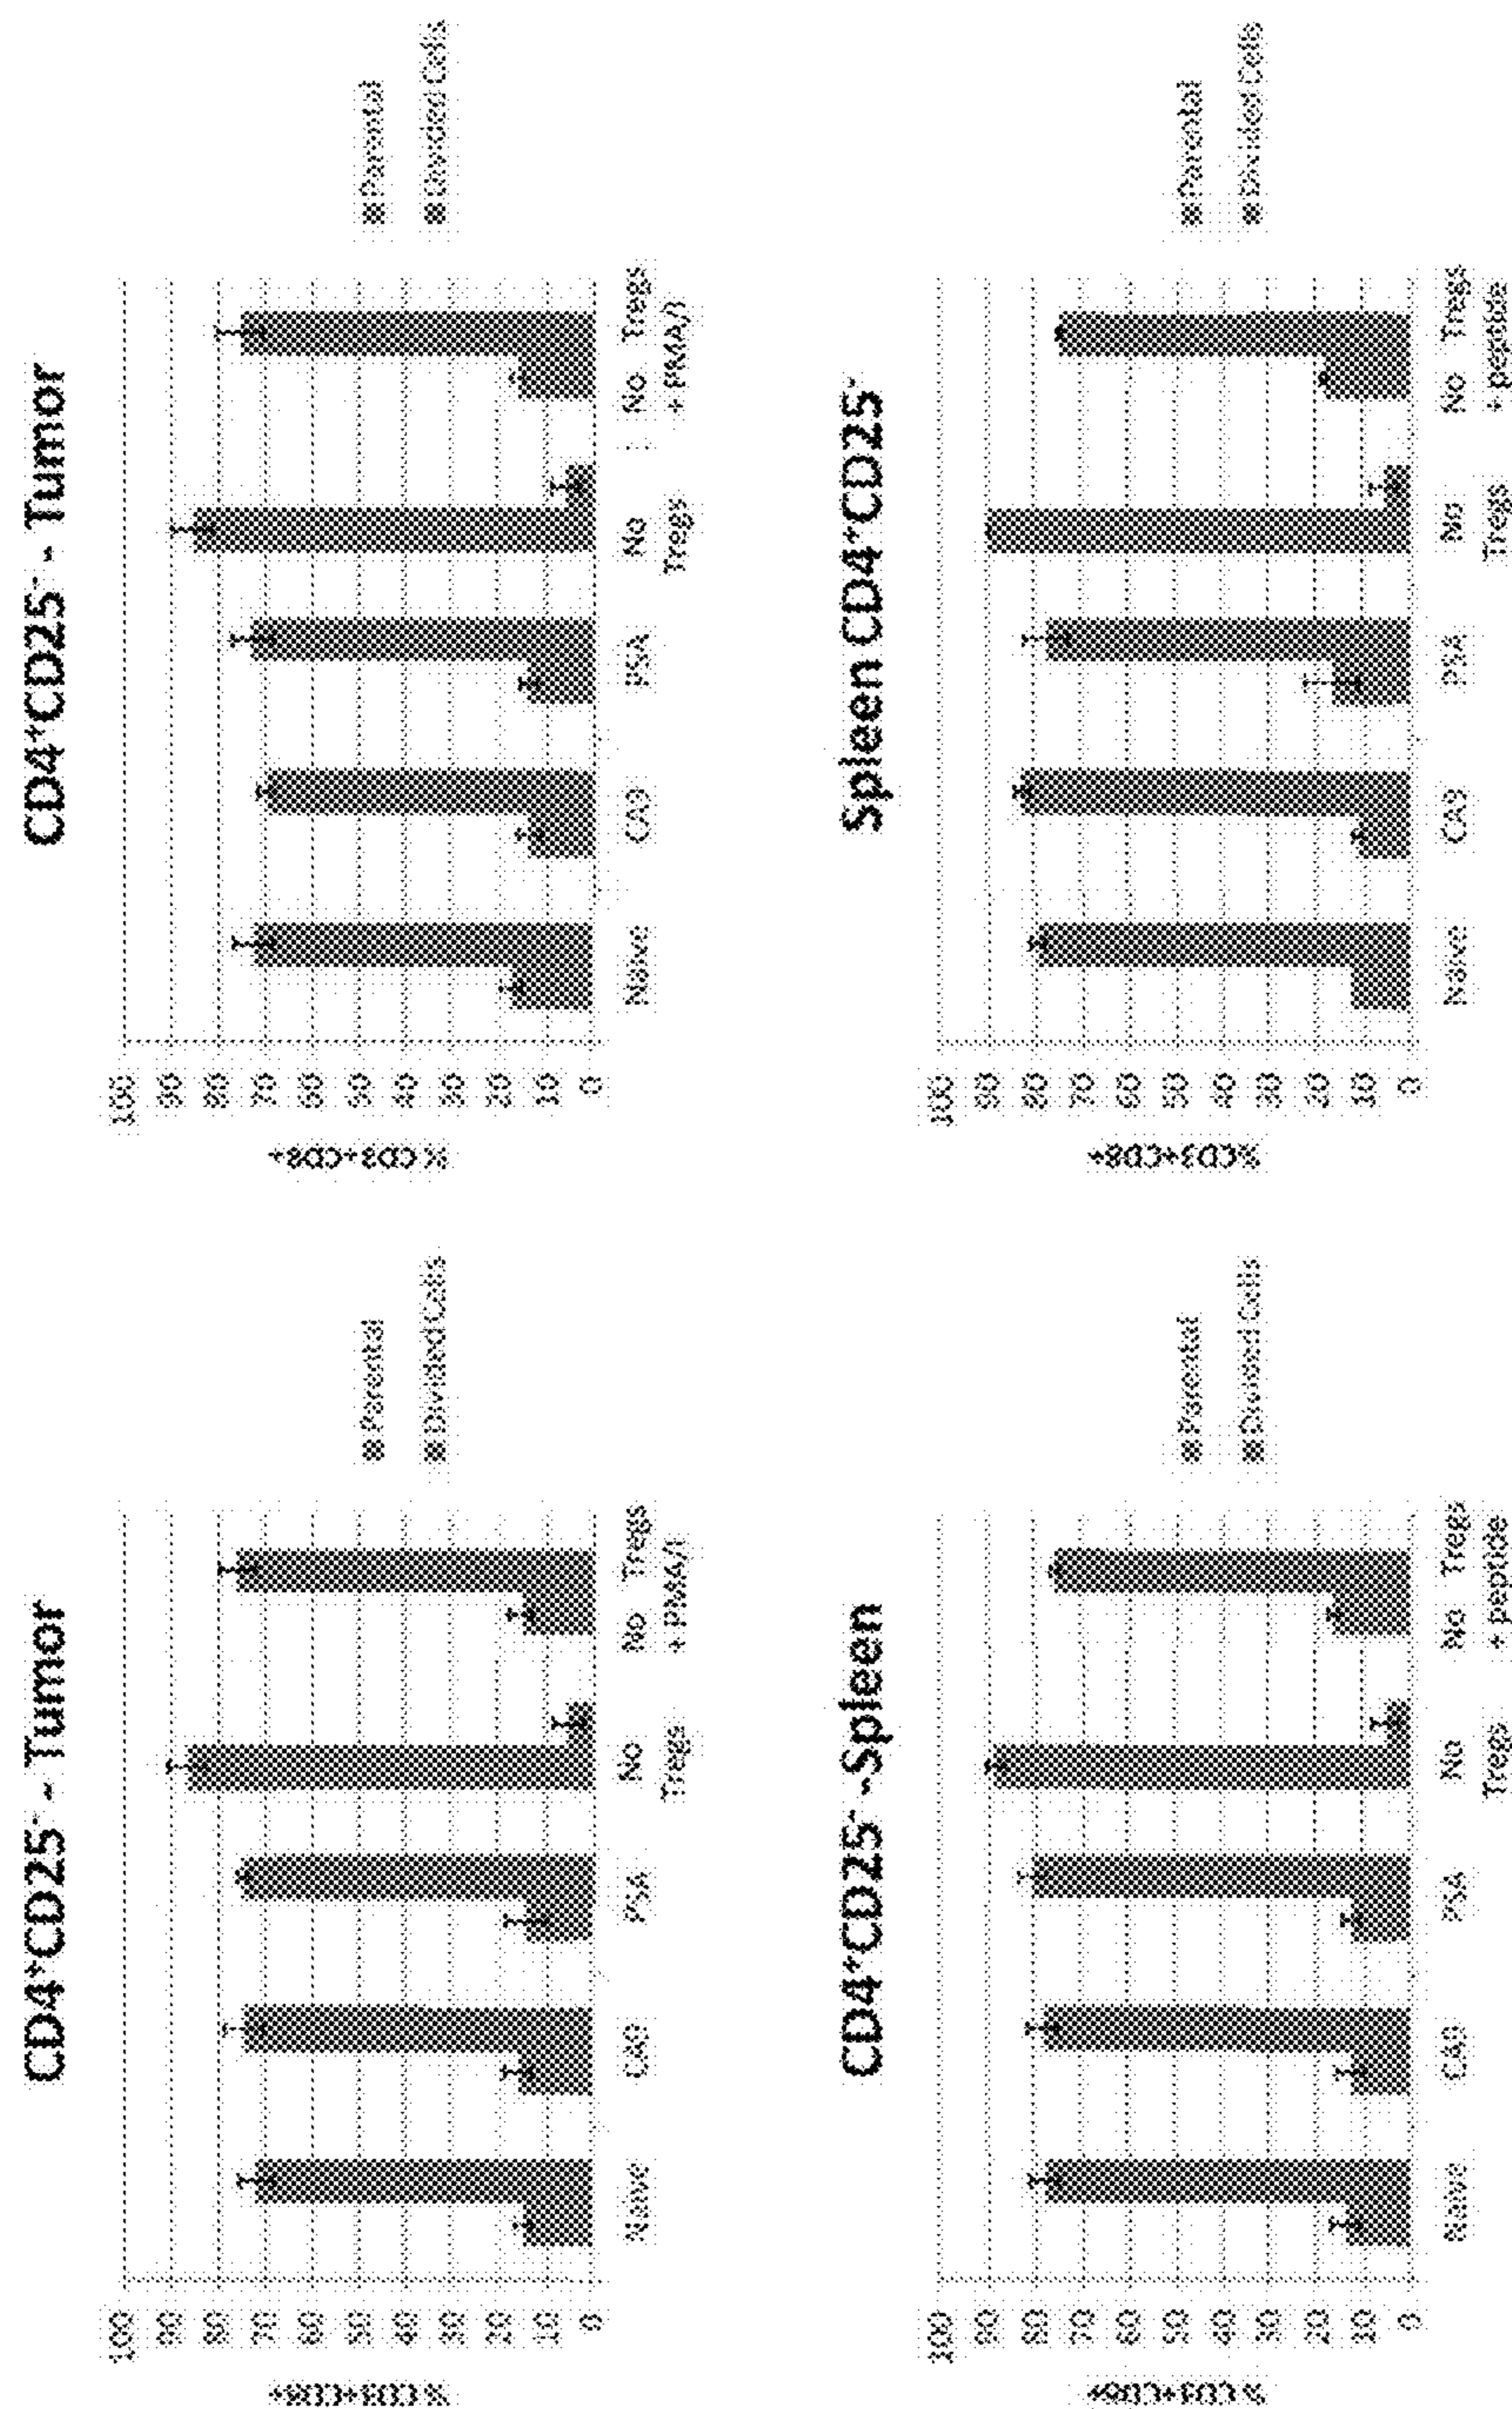 CD4⁺CD25⁻ - Tumor
% CD3+CD8+
100
90
80
70
60
50
40
30
20
10
0
Naive
CA9
PSA
No
Tregs
No Tregs
+ PMA/I
Parental
Divided Cells
CD4⁺CD25⁻ - Tumor
% CD3+CD8+
100
90
80
70
60
50
40
30
20
10
0
Naive
CA9
PSA
No
Tregs
No Tregs
+ PMA/I
Parental
Divided Cells
CD4⁺CD25⁻ -Spleen
% CD3+CD8+
100
90
80
70
60
50
40
30
20
10
0
Naive
CA9
PSA
No
Tregs
No Tregs
+ peptide
Parental
Divided Cells
Spleen CD4⁺CD25⁻
%CD3+CD8+
100
90
80
70
60
50
40
30
20
10
0
Naive
CA9
PSA
No
Tregs
No Tregs
+ peptide
Parental
Divided Cells